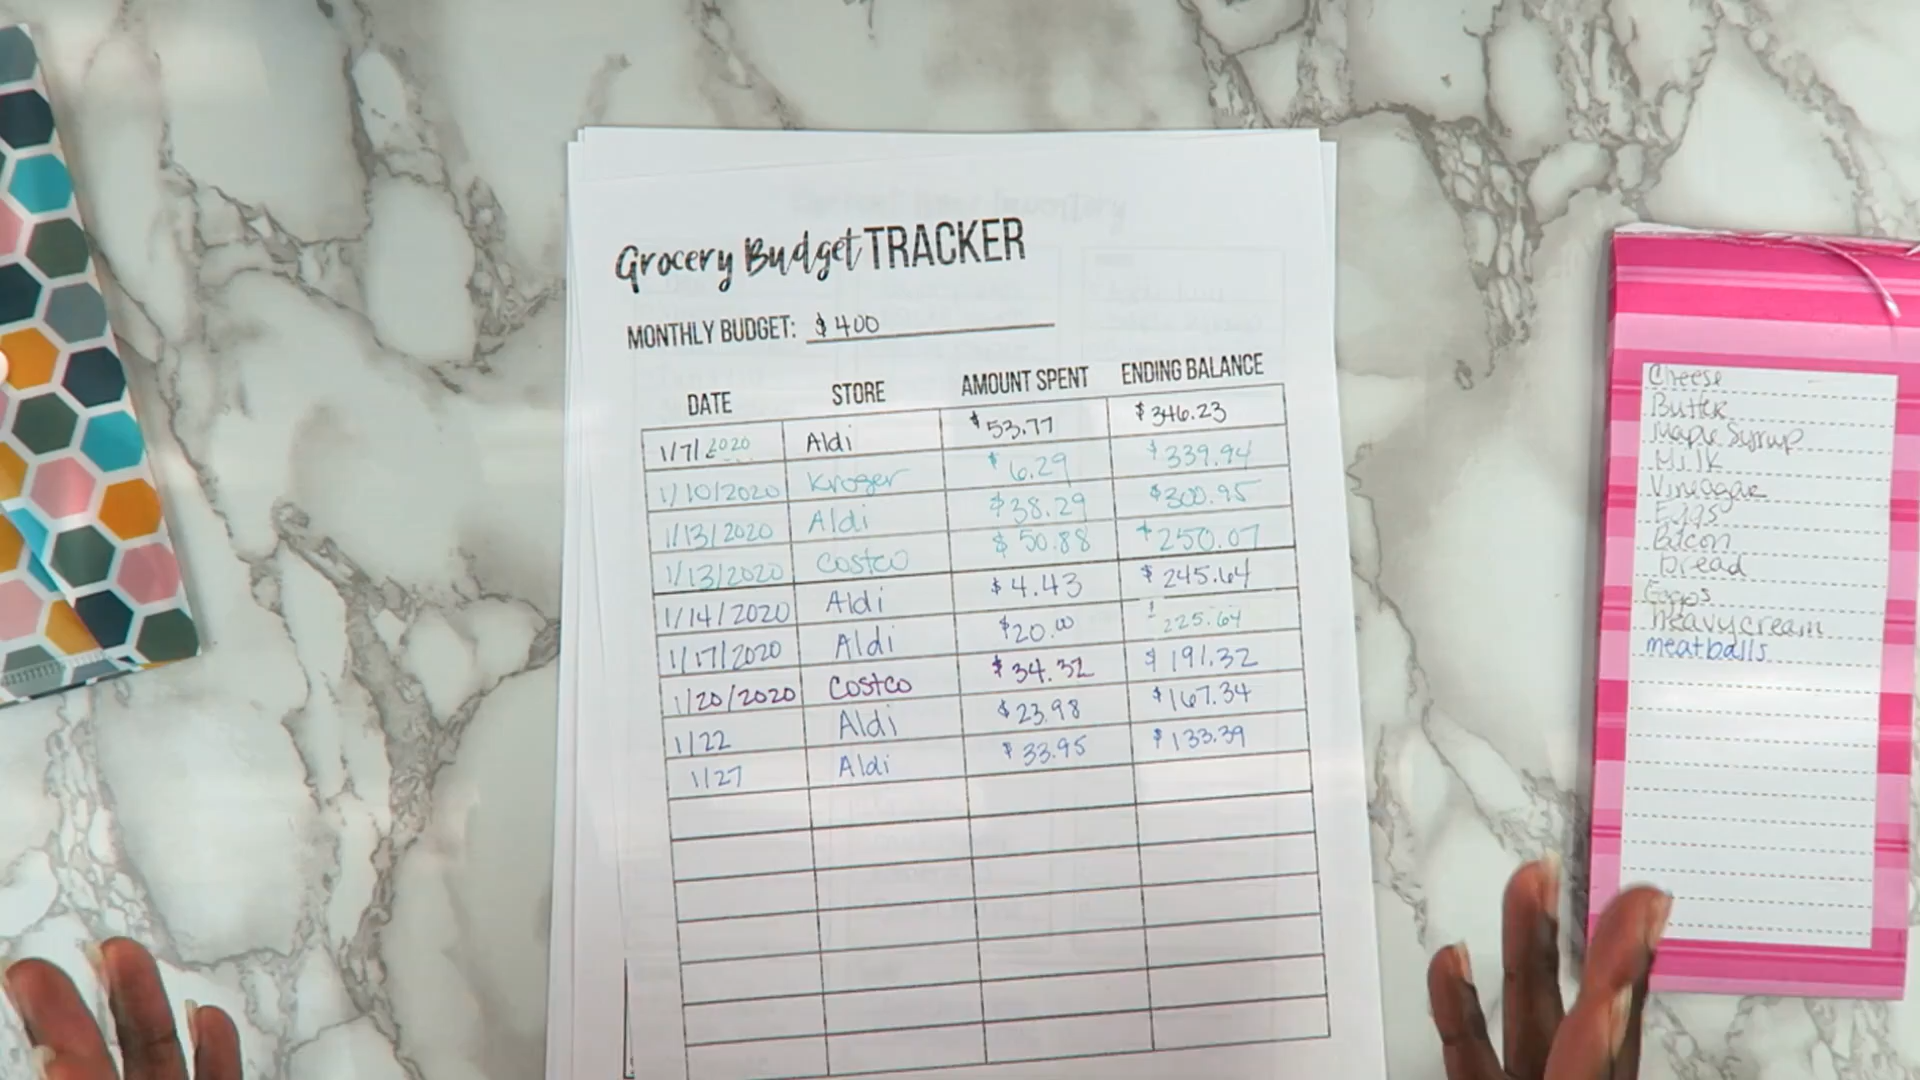 Grocery Budget TRACKER
MONTHLY BUDGET: $400
DATE STORE AMOUNT SPENT ENDING BALANCE
1/7/2020 Aldi $53.77 $346.23
1/10/2020 Kroger $6.29 $339.94
1/13/2020 Aldi $38.29 $300.95
1/13/2020 Costco $50.88 $250.07
1/14/2020 Aldi $4.43 $245.64
1/17/2020 Aldi $20.00 $225.64
1/20/2020 Costco $34.32 $191.32
1/22 Aldi $23.98 $167.34
1/27 Aldi $33.95 $133.39
Cheese
Butter
Maple Syrup
Milk
Viniagar
Eggs
Bacon
bread
Eggos
heavy cream
meatballs